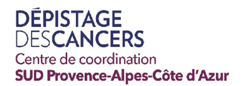 DÉPISTAGE
DESCANCERS
Centre de coordination
SUD Provence-Alpes-Côte d'Azur